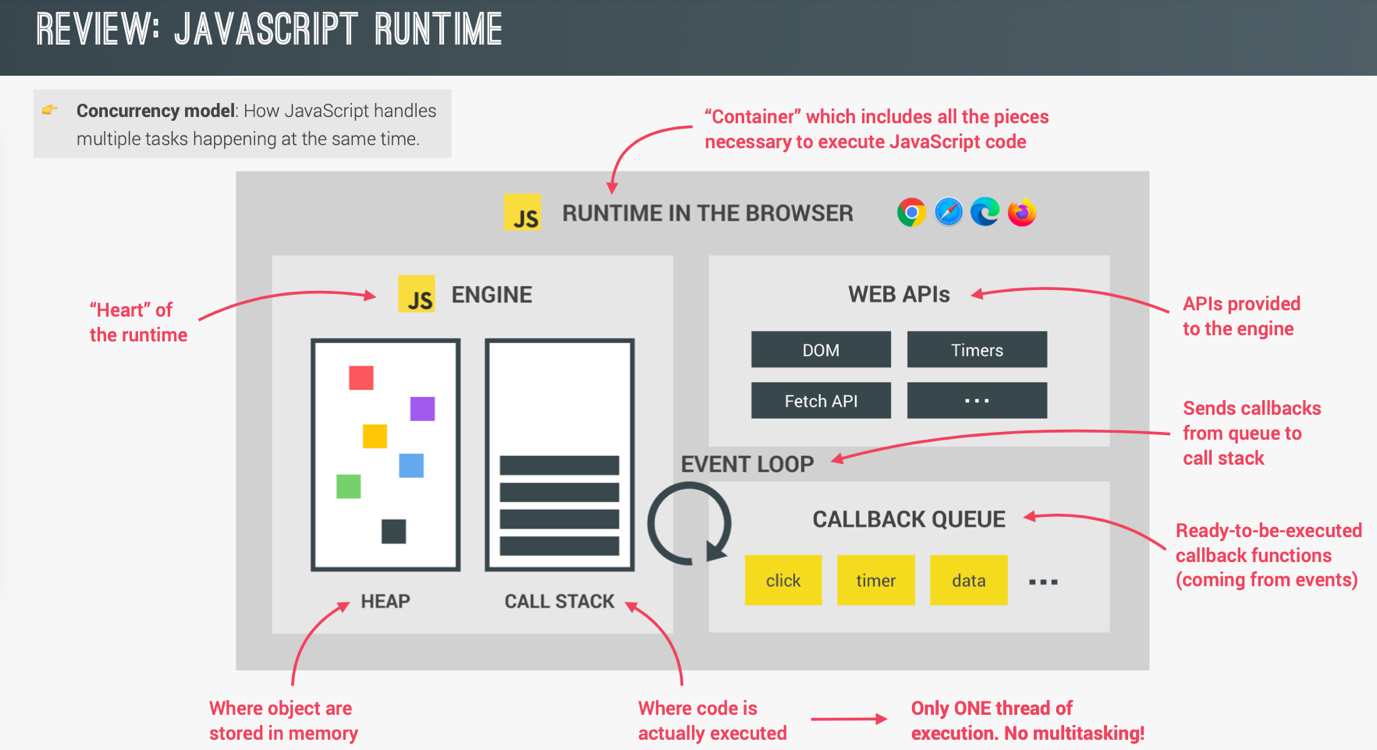 REVIEW: JAVASCRIPT RUNTIME
Concurrency model: How JavaScript handles
multiple tasks happening at the same time.
“Container” which includes all the pieces
necessary to execute JavaScript code
JS RUNTIME IN THE BROWSER
“Heart” of
the runtime
JS ENGINE
HEAP
CALL STACK
WEB APIs
DOM
Timers
Fetch API
...
APIs provided
to the engine
EVENT LOOP
Sends callbacks
from queue to
call stack
CALLBACK QUEUE
click
timer
data
...
Ready-to-be-executed
callback functions
(coming from events)
Where object are
stored in memory
Where code is
actually executed
Only ONE thread of
execution. No multitasking!